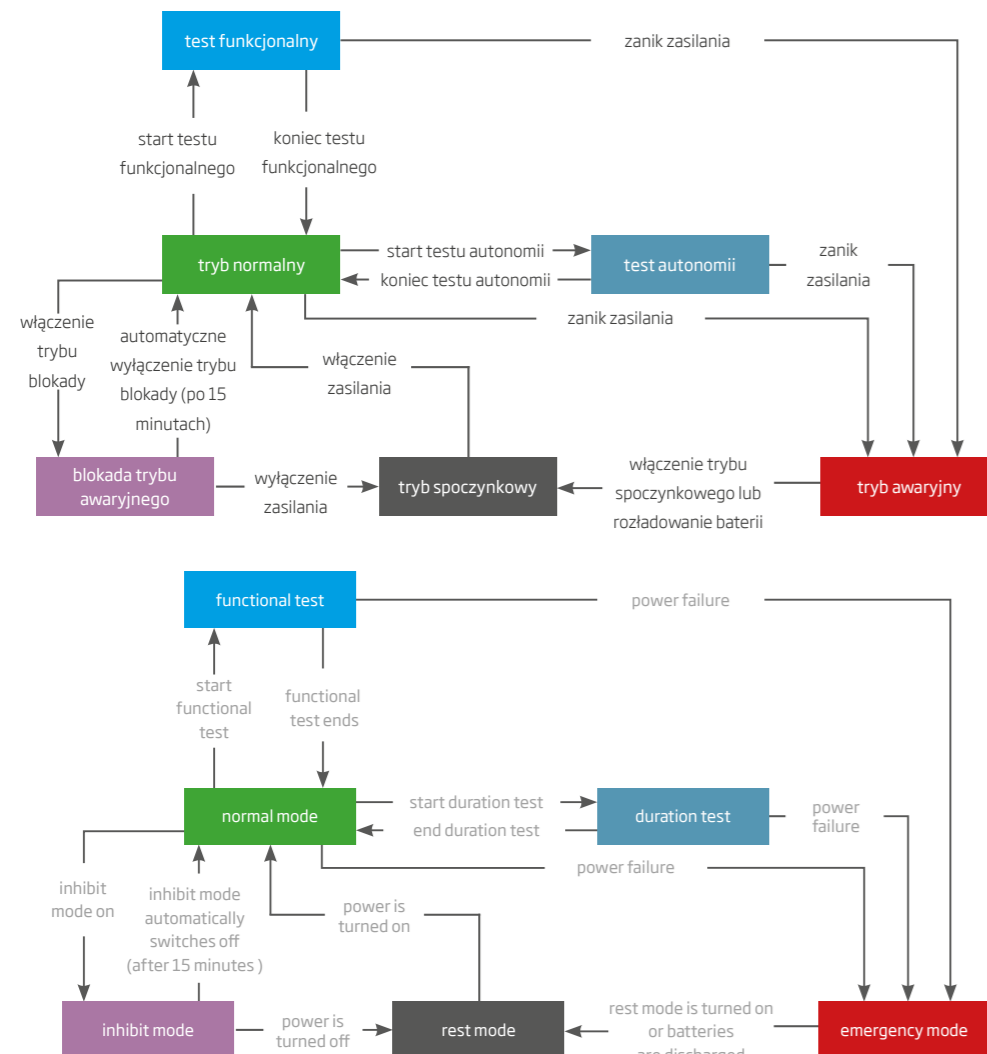 test funkcjonalny
zanik zasilania
start testu
funkcjonalnego
koniec testu
funkcjonalnego
tryb normalny
start testu autonomii
koniec testu autonomii
test autonomii
zanik
zasilania
zanik zasilania
włączenie
trybu
blokady
automatyczne
wyłączenie trybu
blokady (po 15
minutach)
włączenie
zasilania
blokada trybu
awaryjnego
wyłączenie
zasilania
tryb spoczynkowy
włączenie trybu
spoczynkowego lub
rozładowanie baterii
tryb awaryjny
functional test
power failure
start
functional
test
functional
test ends
normal mode
start duration test
end duration test
duration test
power
failure
power failure
inhibit
mode on
inhibit mode
automatically
switches off
(after 15 minutes )
power is
turned on
inhibit mode
power is
turned off
rest mode
rest mode is turned on
or batteries
are discharged
emergency mode